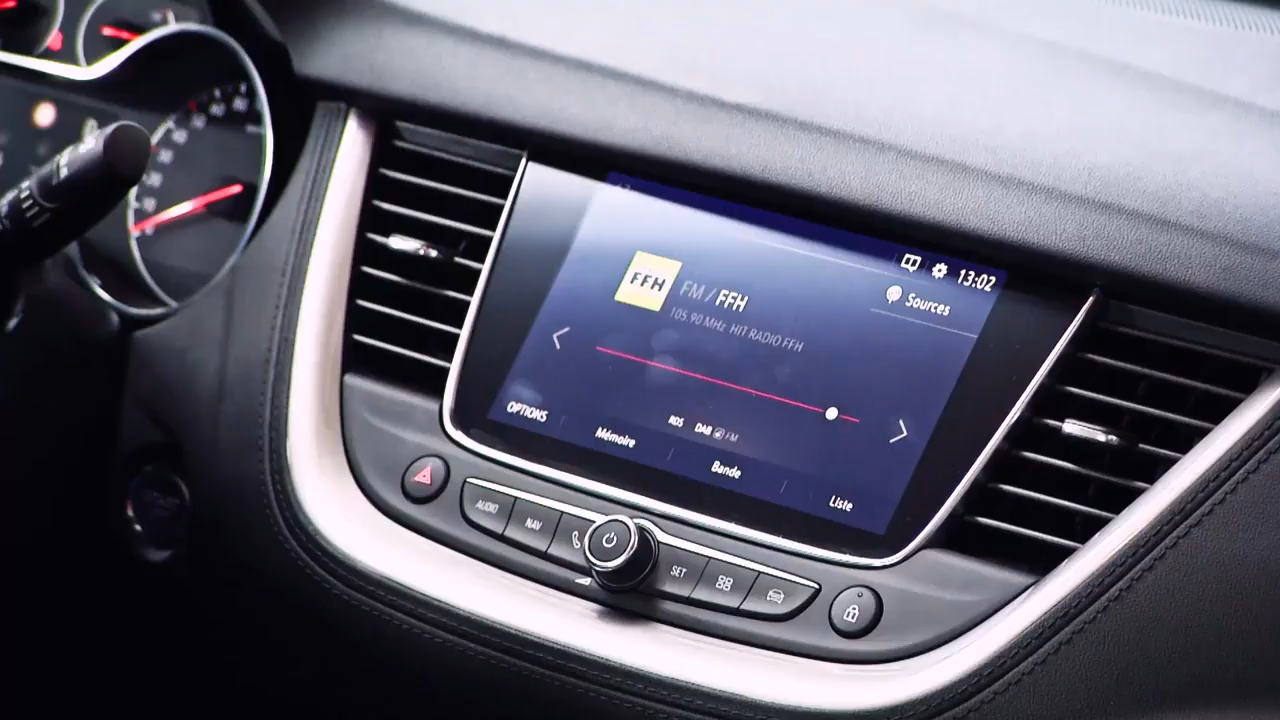 13:02
Sources
FFH
FM / FFH
105.90 MHz HIT RADIO FFH
RDS DAB FM
OPTIONS
Mémoire
Bande
Liste
AUDIO
NAV
SET